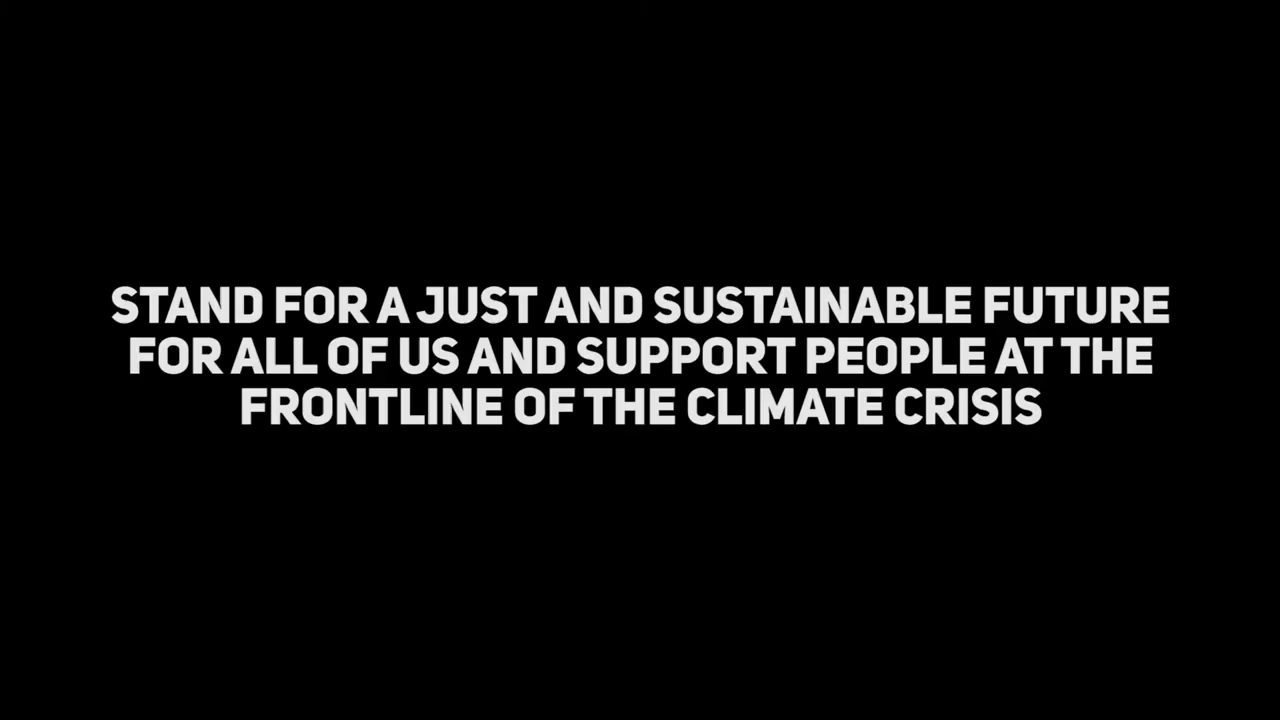 STAND FOR A JUST AND SUSTAINABLE FUTURE
FOR ALL OF US AND SUPPORT PEOPLE AT THE
FRONTLINE OF THE CLIMATE CRISIS